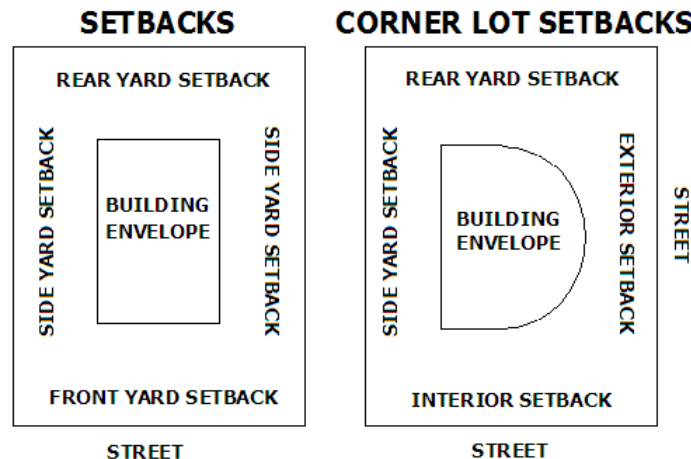 SETBACKS
REAR YARD SETBACK
SIDE YARD SETBACK
BUILDING
ENVELOPE
SIDE YARD SETBACK
FRONT YARD SETBACK
STREET
CORNER LOT SETBACKS
REAR YARD SETBACK
SIDE YARD SETBACK
BUILDING
ENVELOPE
EXTERIOR SETBACK
STREET
INTERIOR SETBACK
STREET